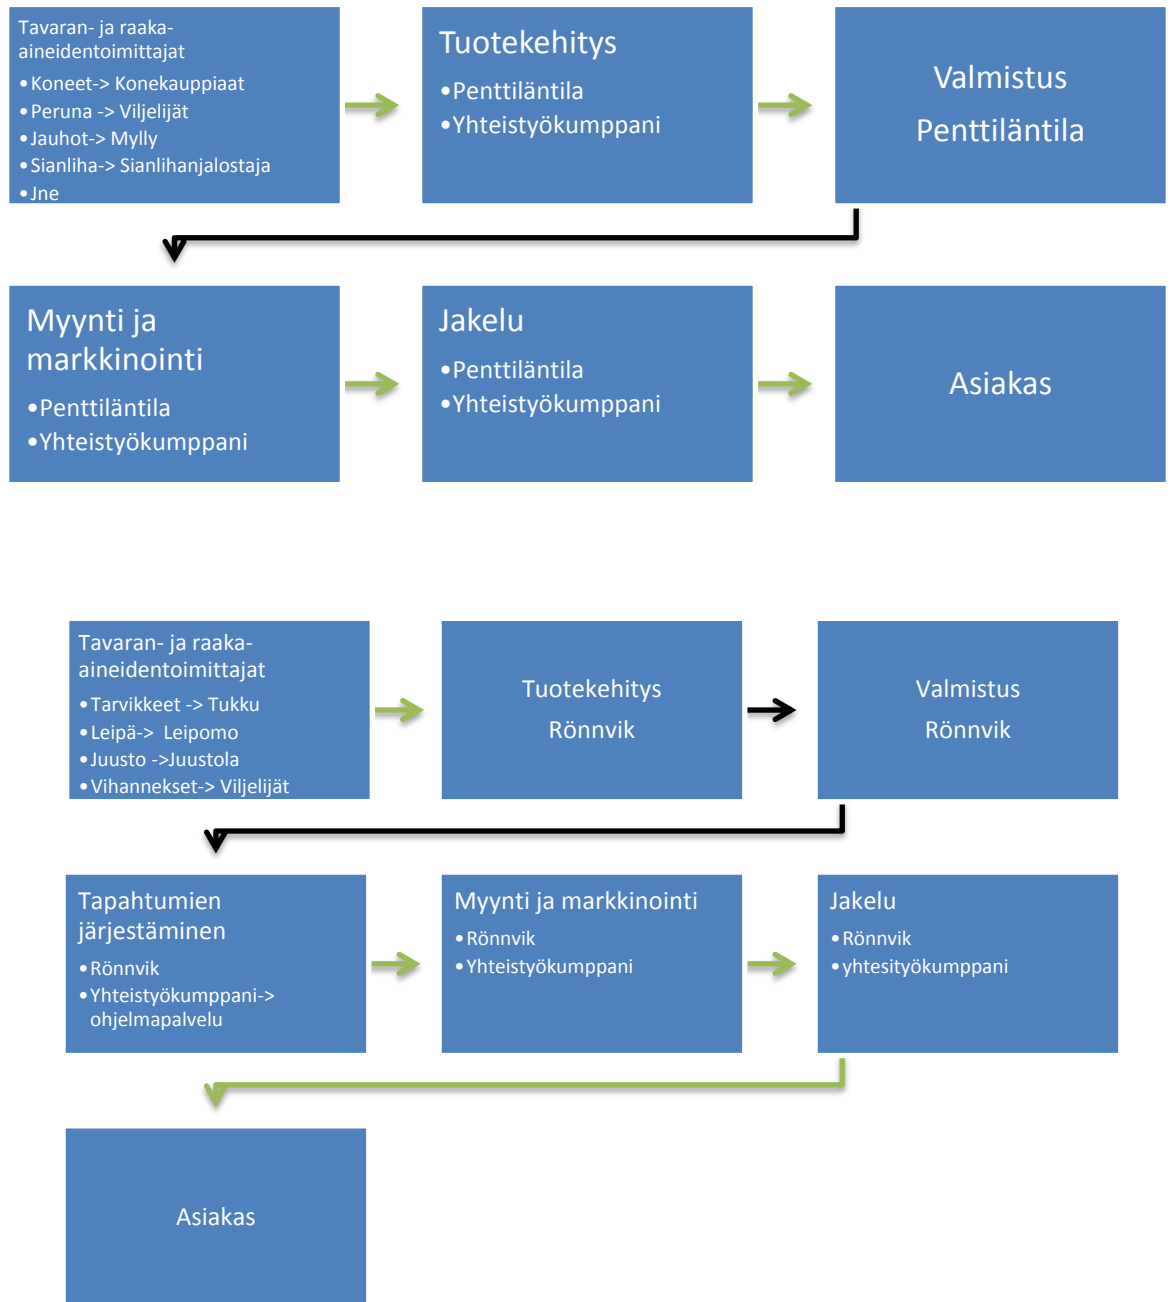 Tavaran- ja raaka-
aineidentoimittajat
•Koneet-> Konekauppiaat
•Peruna -> Viljelijät
•Jauhot-> Mylly
•Sianliha-> Sianlihanjalostaja
•Jne
Tuotekehitys
•Penttiläntila
•Yhteistyökumppani
Valmistus
Penttiläntila
Myynti ja
markkinointi
•Penttiläntila
•Yhteistyökumppani
Jakelu
•Penttiläntila
•Yhteistyökumppani
Asiakas
Tavaran- ja raaka-
aineidentoimittajat
•Tarvikkeet -> Tukku
•Leipä-> Leipomo
•Juusto ->Juustola
•Vihannekset-> Viljelijät
Tuotekehitys
Rönnvik
Valmistus
Rönnvik
Tapahtumien
järjestäminen
•Rönnvik
•Yhteistyökumppani->
ohjelmapalvelu
Myynti ja markkinointi
•Rönnvik
•Yhteistyökumppani
Jakelu
•Rönnvik
•yhtesityökumppani
Asiakas